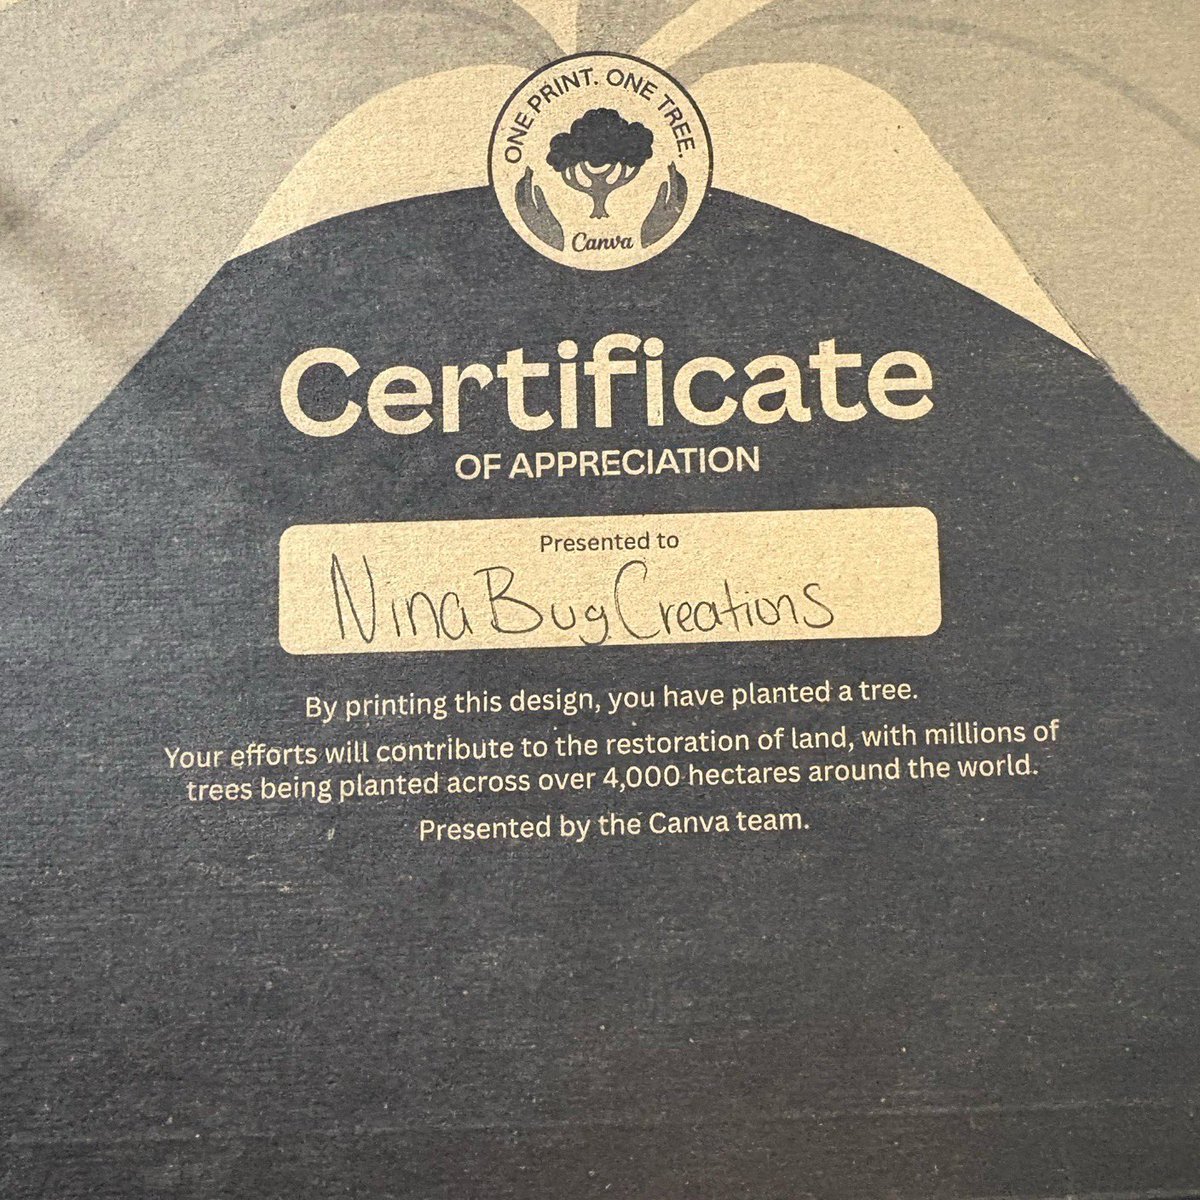 ONE PRINT. ONE TREE.
Canva
Certificate
OF APPRECIATION
Presented to
Nina Bug Creations
By printing this design, you have planted a tree.
Your efforts will contribute to the restoration of land, with millions of
trees being planted across over 4,000 hectares around the world.
Presented by the Canva team.